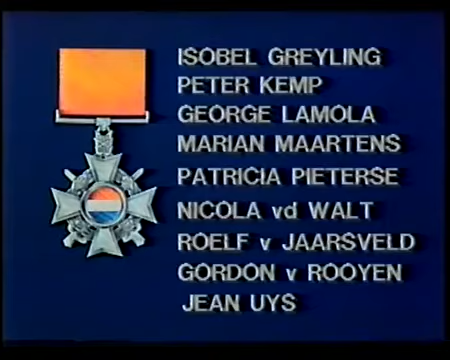 ISOBEL GREYLING
PETER KEMP
GEORGE LAMOLA
MARIAN MAARTENS
PATRICIA PIETERSE
NICOLA vd WALT
ROELF v JAARSVELD
GORDON v ROOYEN
JEAN UYS